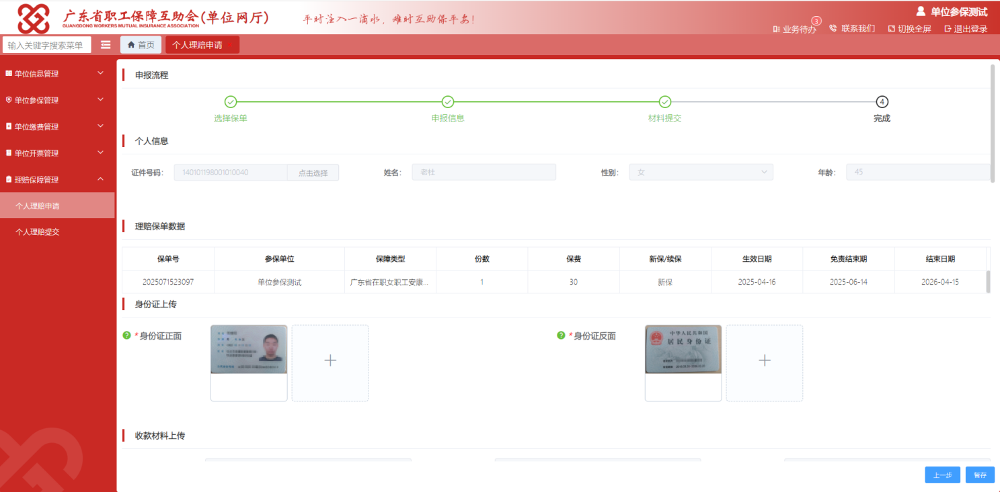 广东省职工保障互助会(单位网厅)
GUANGDONG WORKERS MUTUAL INSURANCE ASSOCIATION
平时注入一滴水，难时互助保平安!
单位参保测试
业务待办 3 联系我们 切换全屏 退出登录
输入关键字搜索菜单 首页 个人理赔申请
单位信息管理
单位参保管理
单位缴费管理
单位开票管理
理赔保障管理
个人理赔申请
个人理赔提交
申报流程
4
选择保单 申报信息 材料提交 完成
个人信息
证件号码: 140101198001010040 点击选择 姓名: 老杜 性别: 女 年龄: 45
理赔保单数据
保单号 参保单位 保障类型 份数 保费 新保/续保 生效日期 免责结束期 结束日期
2025071523097 单位参保测试 广东省在职女职工安康... 1 30 新保 2025-04-16 2025-06-14 2026-04-15
身份证上传
? *身份证正面 ? *身份证反面
中华人民共和国
居民身份证
收款材料上传
上一步 暂存